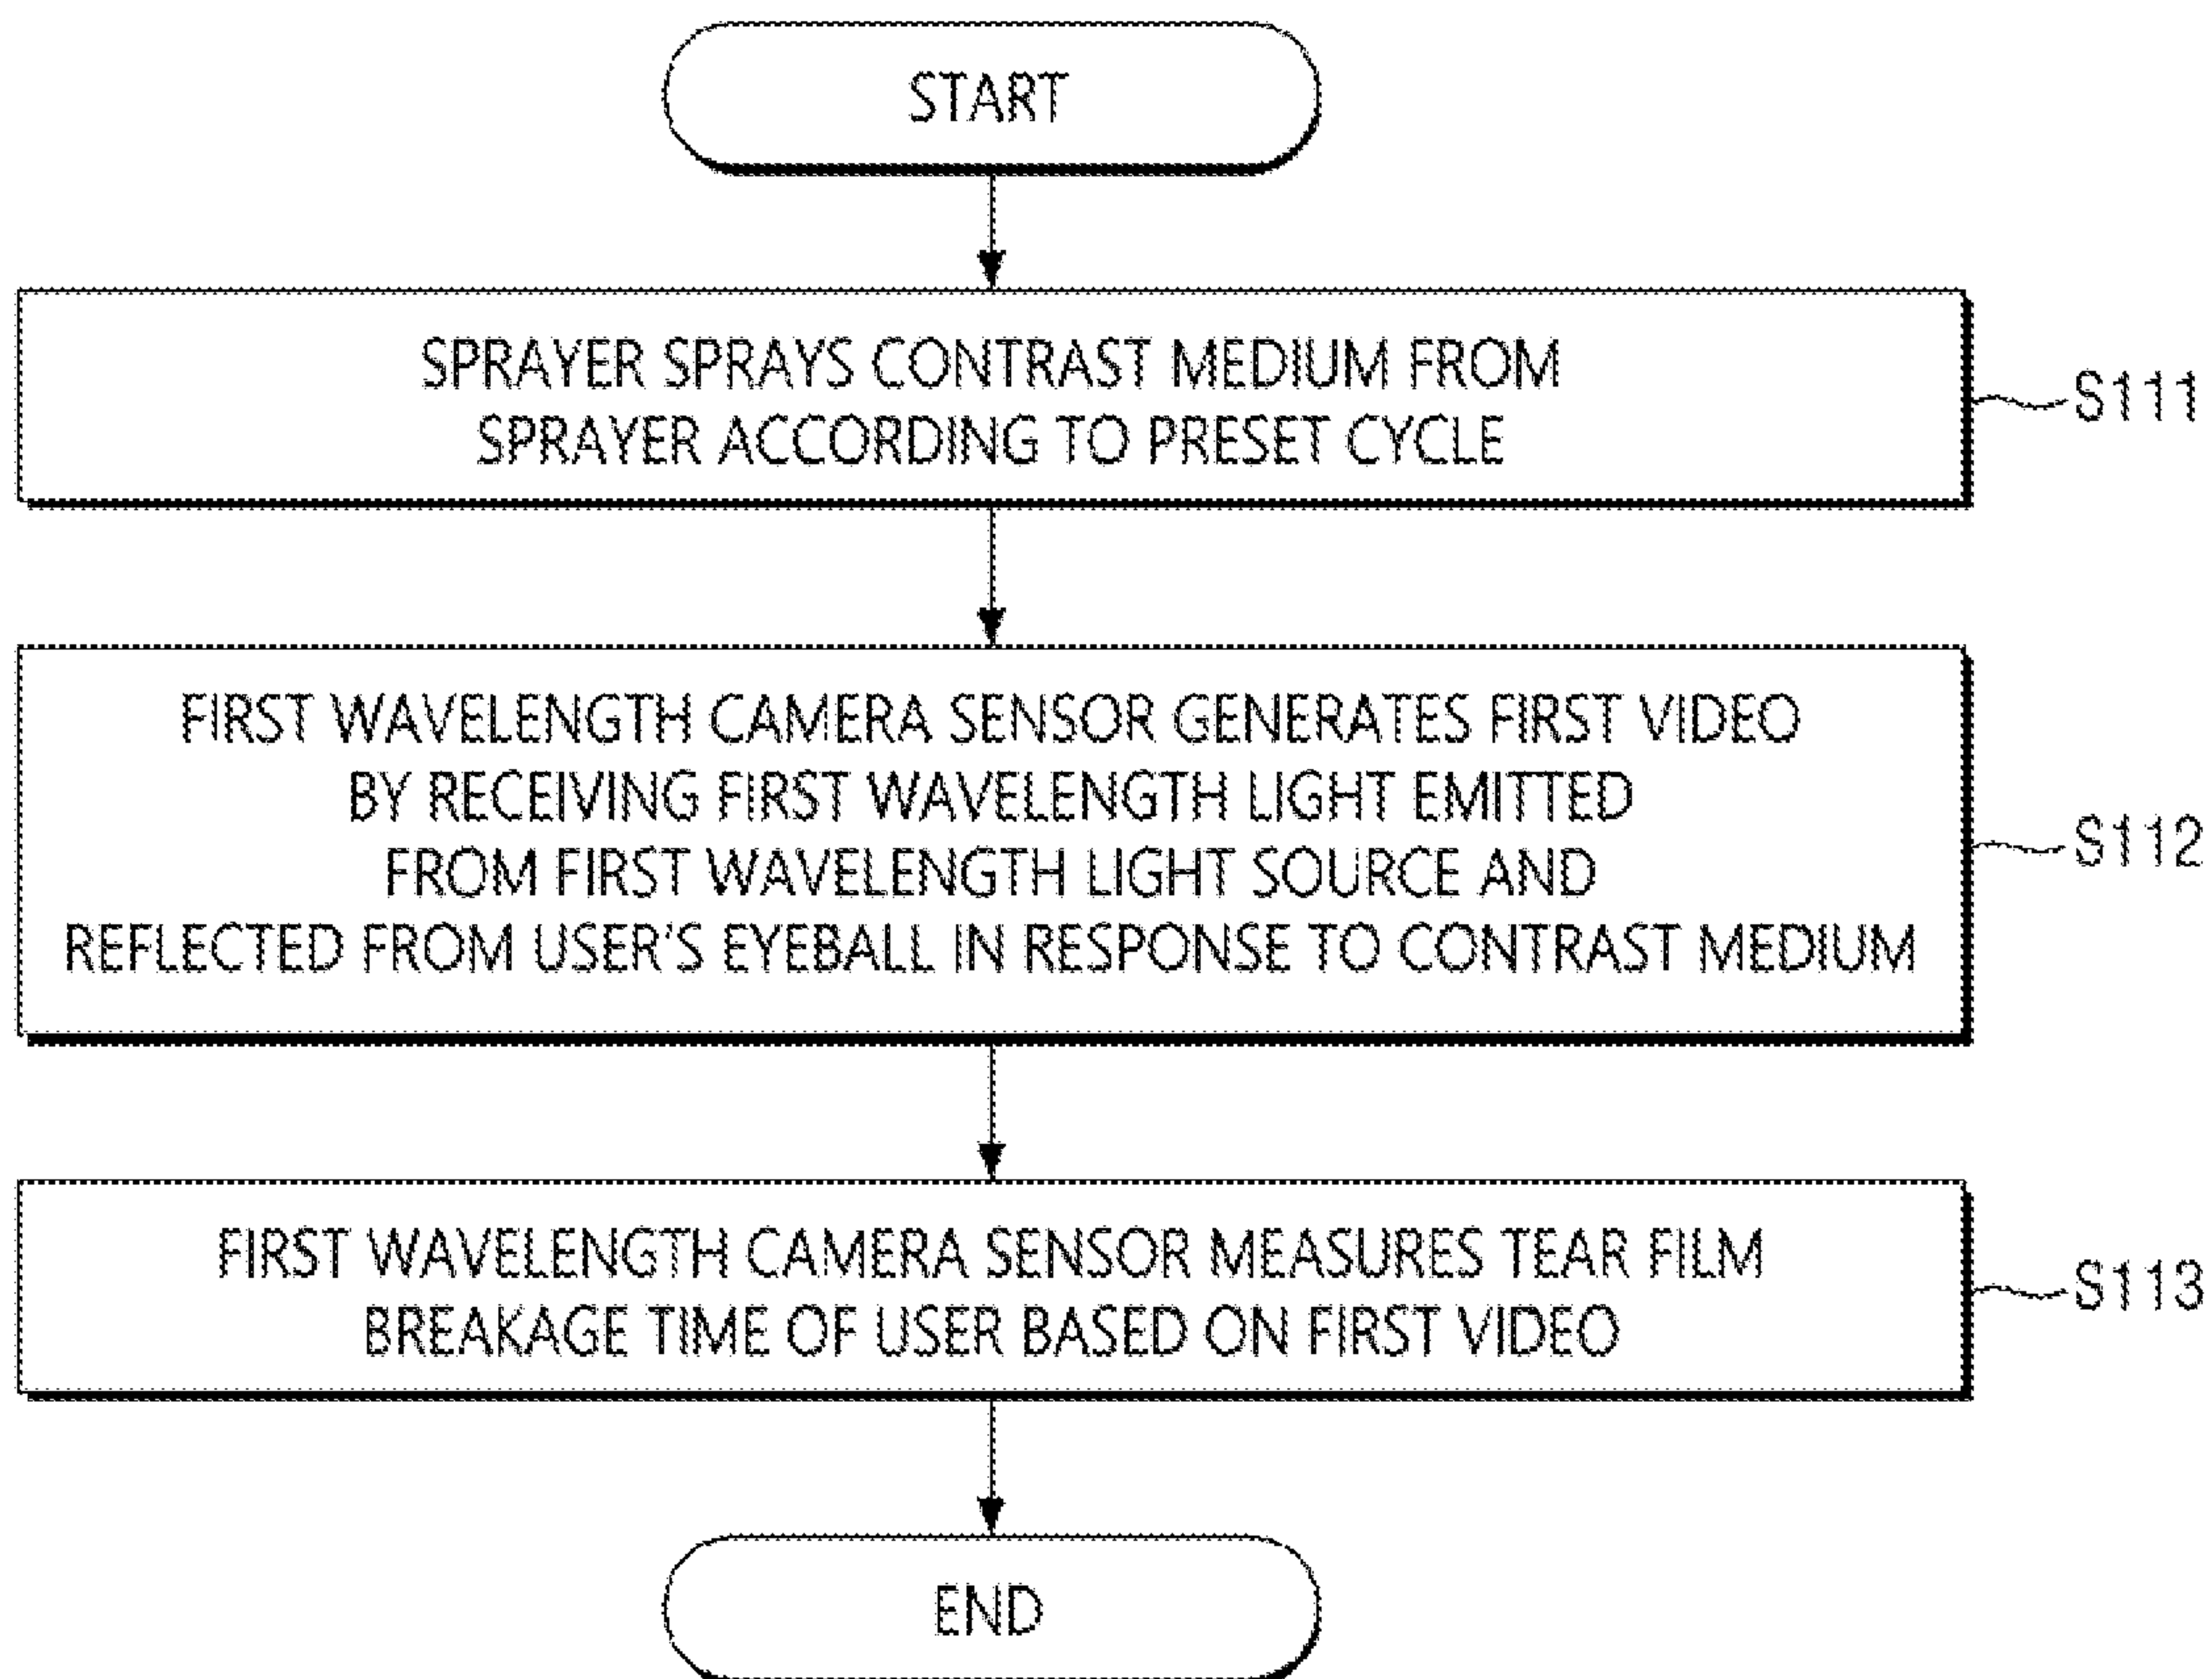 START
SPRAYER SPRAYS CONTRAST MEDIUM FROM
SPRAYER ACCORDING TO PRESET CYCLE
S111
FIRST WAVELENGTH CAMERA SENSOR GENERATES FIRST VIDEO
BY RECEIVING FIRST WAVELENGTH LIGHT EMITTED
FROM FIRST WAVELENGTH LIGHT SOURCE AND
REFLECTED FROM USER'S EYEBALL IN RESPONSE TO CONTRAST MEDIUM
S112
FIRST WAVELENGTH CAMERA SENSOR MEASURES TEAR FILM
BREAKAGE TIME OF USER BASED ON FIRST VIDEO
S113
END